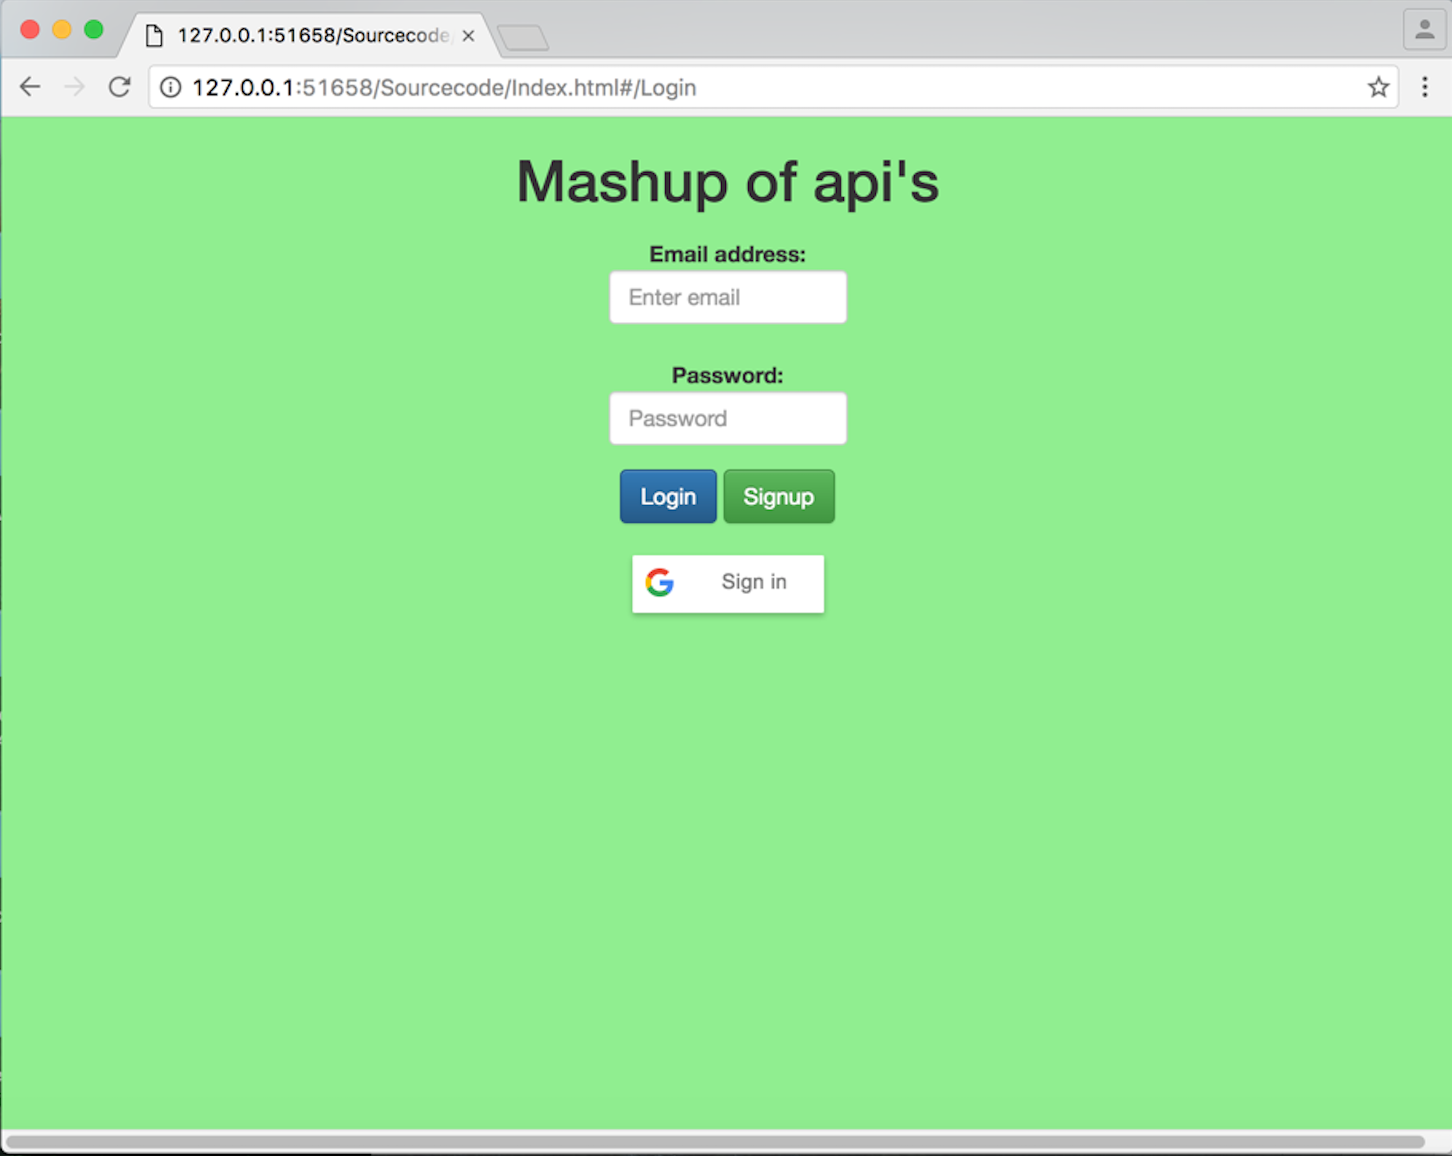 127.0.0.1:51658/Sourcecode
127.0.0.1:51658/Sourcecode/Index.html#/Login
Mashup of api's
Email address:
Enter email
Password:
Password
Login Signup
Sign in